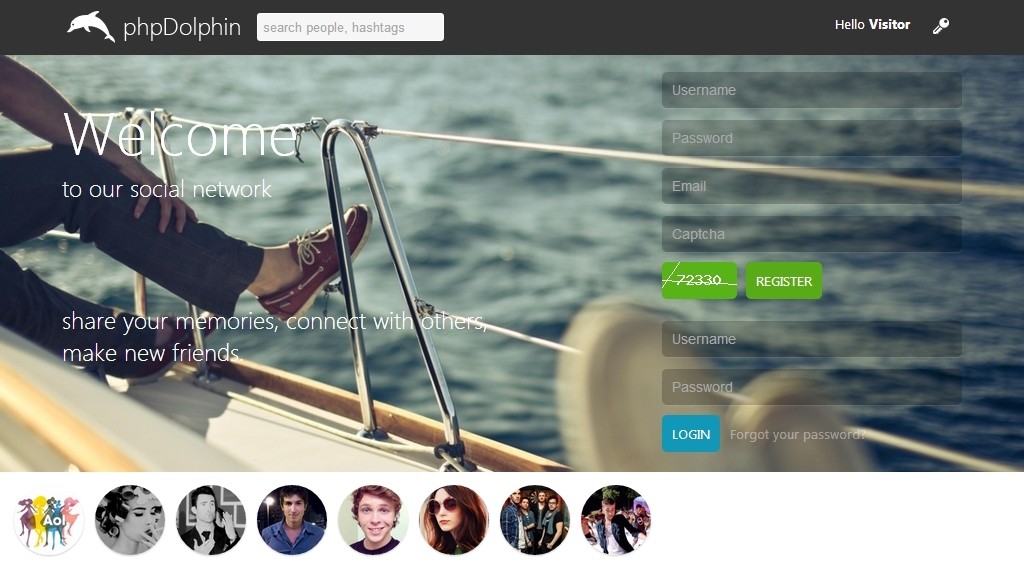 phpDolphin
search people, hashtags
Hello Visitor
Welcome
to our social network
share your memories, connect with others,
make new friends.
Username
Password
Email
Captcha
72330
REGISTER
Username
Password
LOGIN
Forgot your password?
Aol